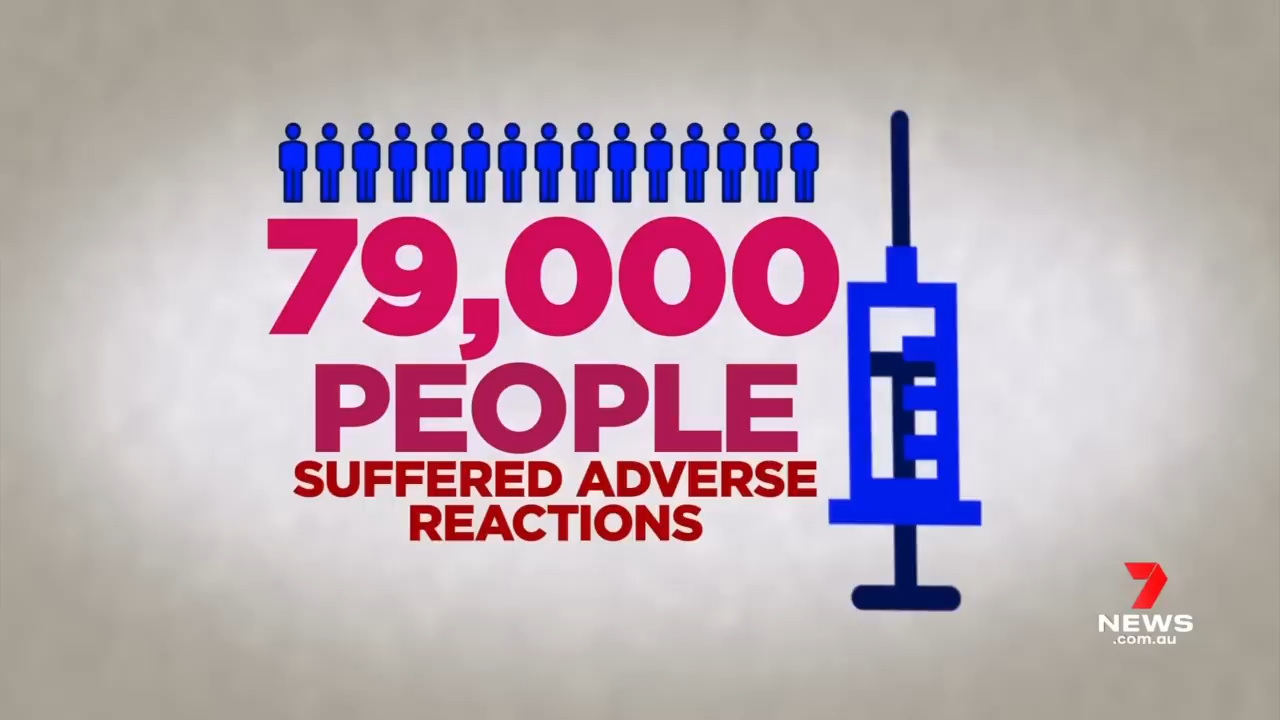 79,000
PEOPLE
SUFFERED ADVERSE
REACTIONS
7
NEWS
.com.au